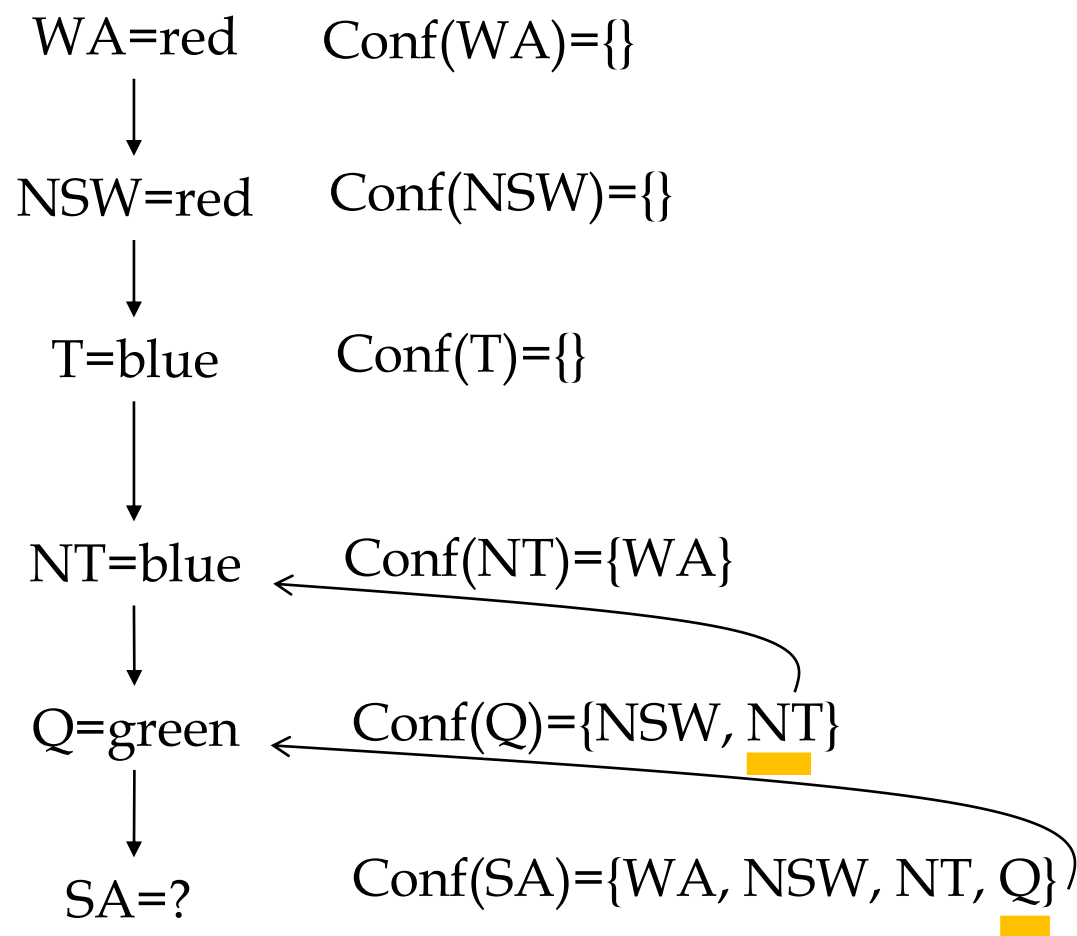 WA=red Conf(WA)={}
NSW=red Conf(NSW)={}
T=blue Conf(T)={}
NT=blue Conf(NT)={WA}
Q=green Conf(Q)={NSW, NT}
SA=? Conf(SA)={WA, NSW, NT, Q}